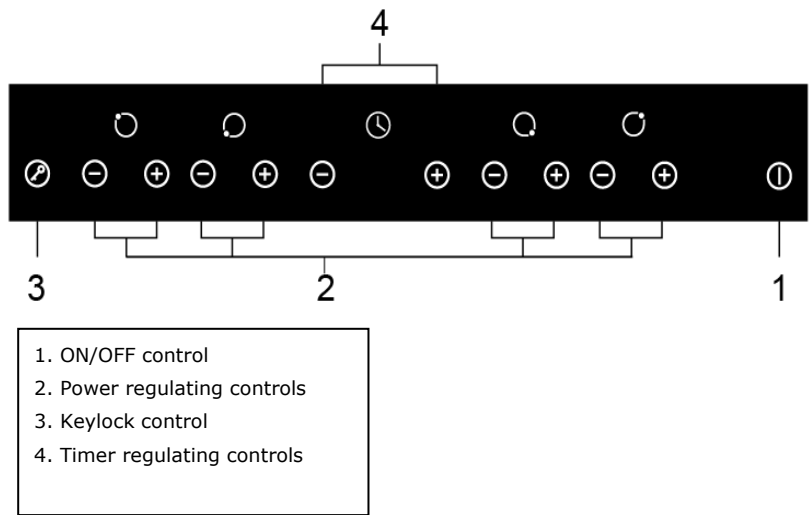 4
3
2
1
1. ON/OFF control
2. Power regulating controls
3. Keylock control
4. Timer regulating controls